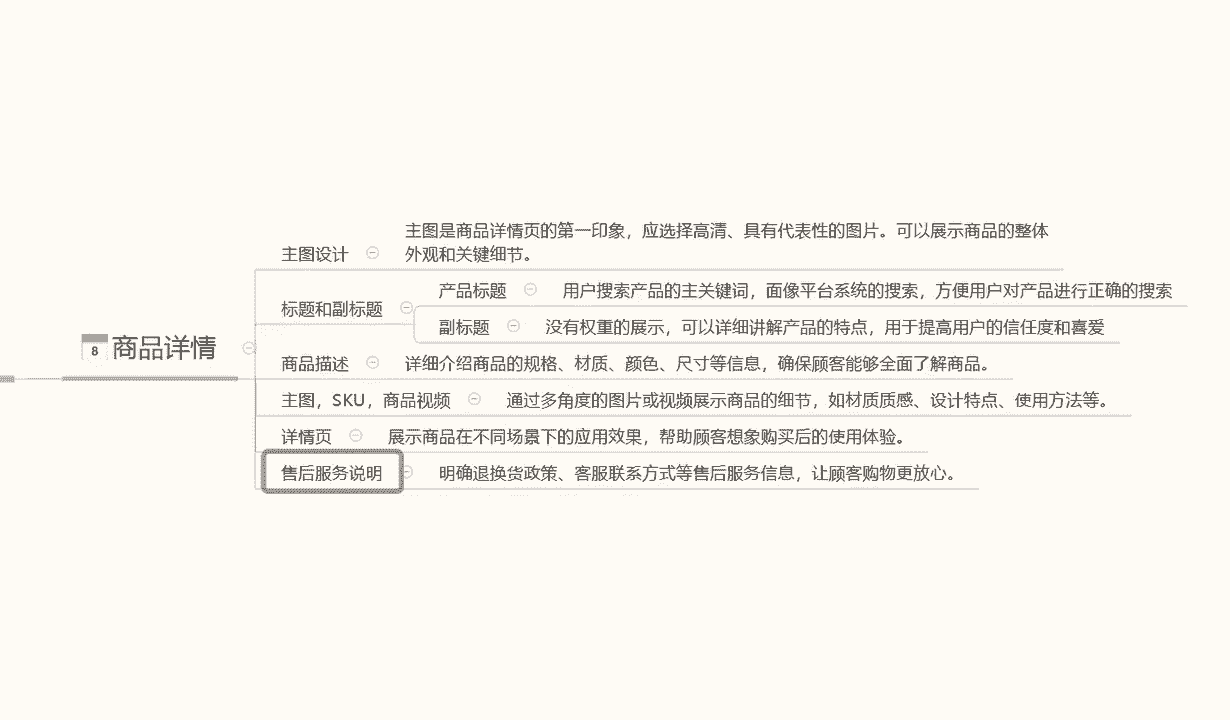 8
商品详情
主图设计
主图是商品详情页的第一印象，应选择高清、具有代表性的图片。可以展示商品的整体
外观和关键细节。
标题和副标题
产品标题
用户搜索产品的主关键词，面像平台系统的搜索，方便用户对产品进行正确的搜索
副标题
没有权重的展示，可以详细讲解产品的特点，用于提高用户的信任度和喜爱
商品描述
详细介绍商品的规格、材质、颜色、尺寸等信息，确保顾客能够全面了解商品。
主图，SKU，商品视频
通过多角度的图片或视频展示商品的细节，如材质质感、设计特点、使用方法等。
详情页
展示商品在不同场景下的应用效果，帮助顾客想象购买后的使用体验。
售后服务说明
明确退换货政策、客服联系方式等售后服务信息，让顾客购物更放心。